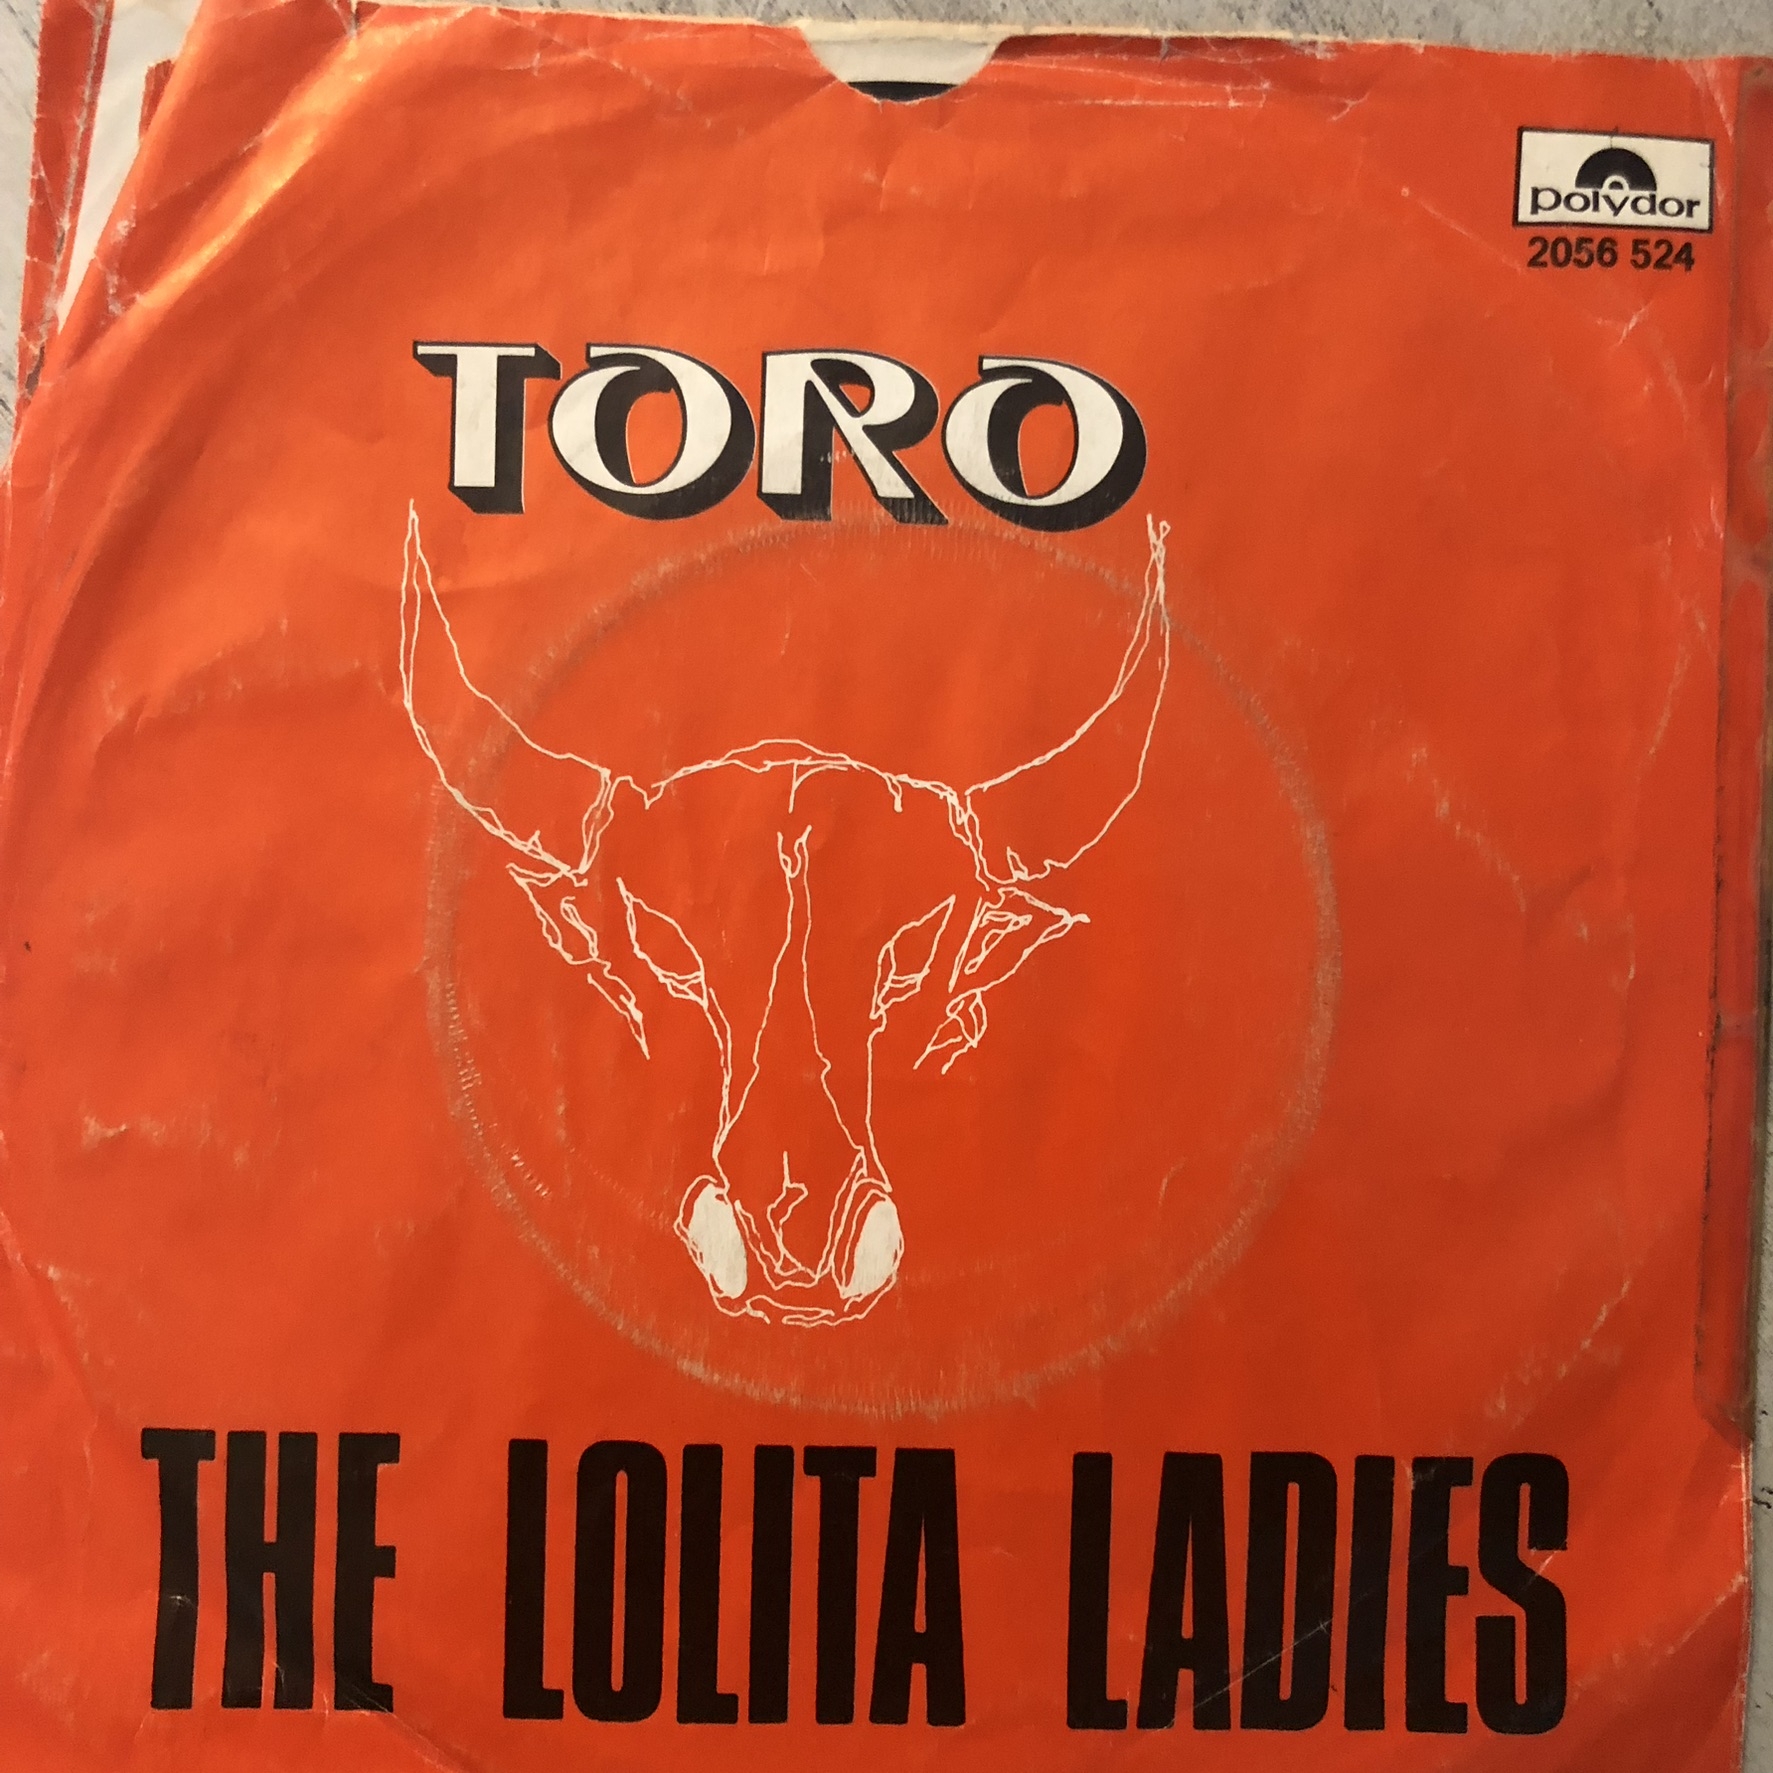 polydor
2056 524
TORO
THE LOLITA LADIES